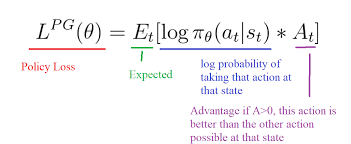 L^{PG}(θ) = E_t[log π_θ(a_t|s_t) * A_t]
Policy Loss
Expected
log probability of
taking that action at
that state
Advantage if A>0, this action is
better than the other action
possible at that state